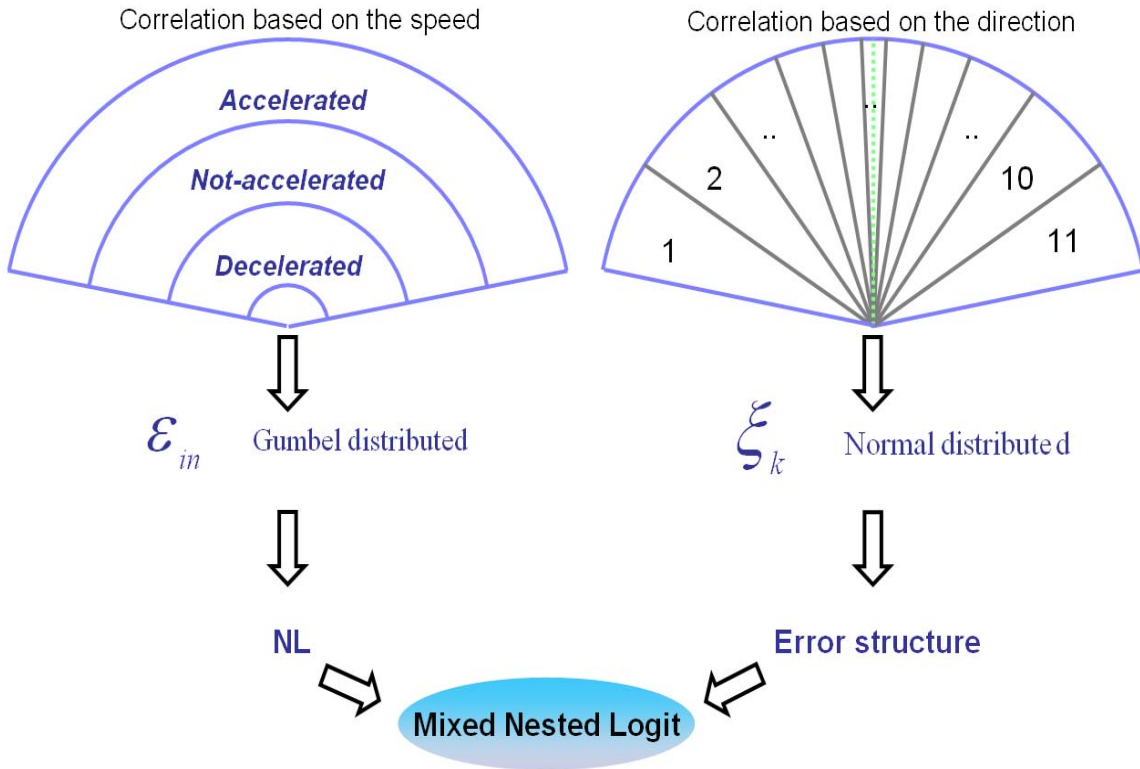 Correlation based on the speed
Accelerated
Not-accelerated
Decelerated
ε in Gumbel distributed
NL
Correlation based on the direction
1
2
..
..
..
10
11
ξ k Normal distributed
Error structure
Mixed Nested Logit